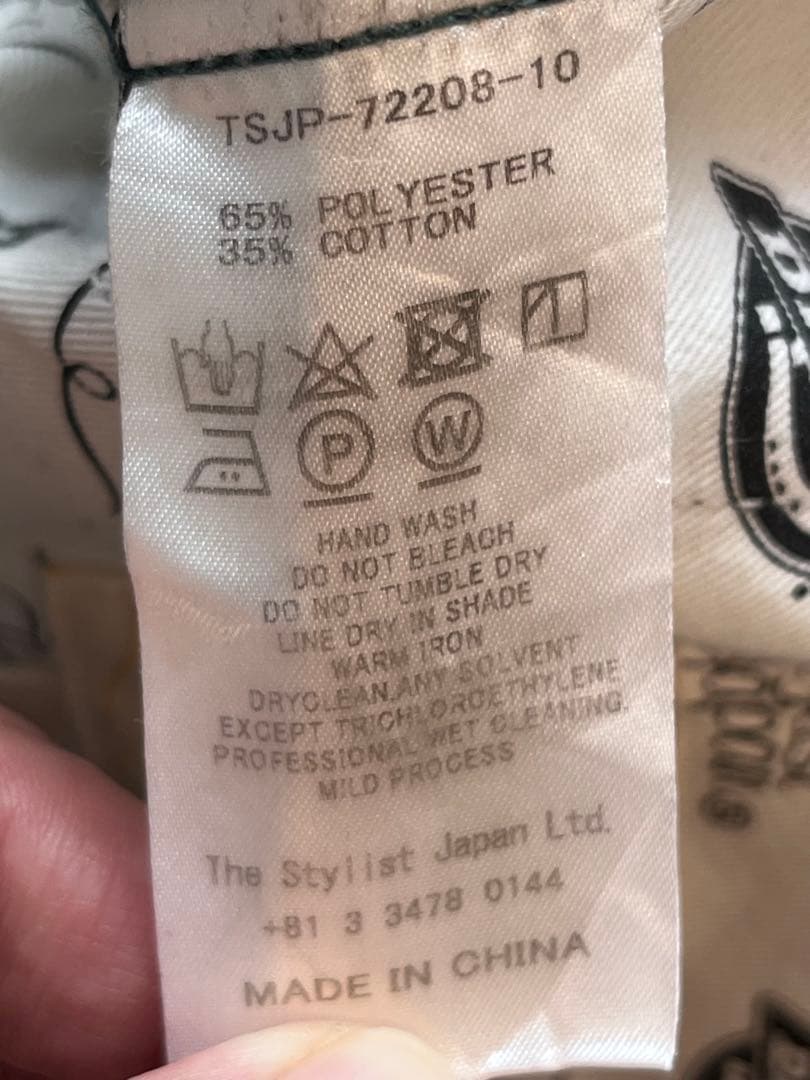 TSJP-72208-10
65% POLYESTER
35% COTTON
P
W
HAND WASH
DO NOT BLEACH
DO NOT TUMBLE DRY
LINE DRY IN SHADE
WARM IRON
DRYCLEAN.ANY SOLVENT
EXCEPT TRICHLOROETHYLENE
PROFESSIONAL WET CLEANING.
MILD PROCESS
The Stylist Japan Ltd.
+81 3 3478 0144
MADE IN CHINA